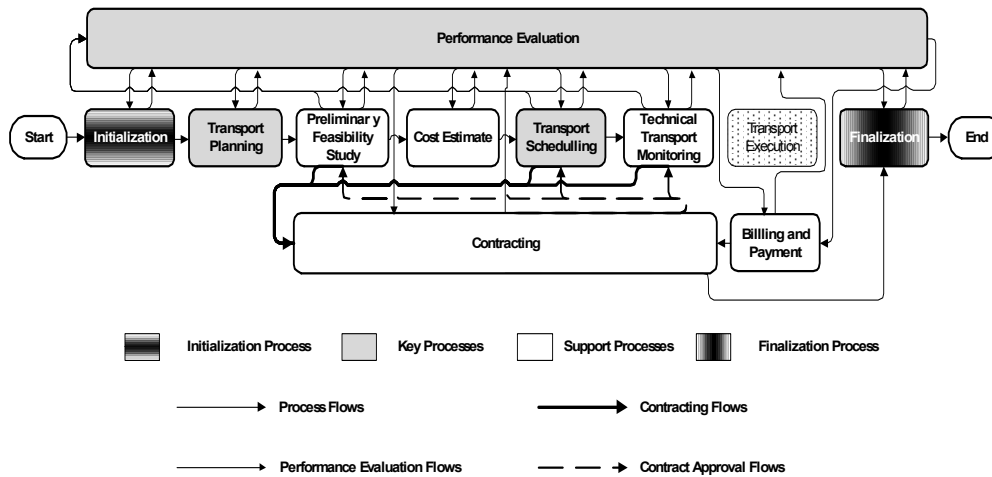 Performance Evaluation
Start
Initialization
Transport
Planning
Preliminar y
Feasibility
Study
Cost Estimate
Transport
Schedulling
Technical
Transport
Monitoring
Transport
Execution
Finalization
End
Contracting
Billling and
Payment
Initialization Process
Key Processes
Support Processes
Finalization Process
Process Flows
Contracting Flows
Performance Evaluation Flows
Contract Approval Flows